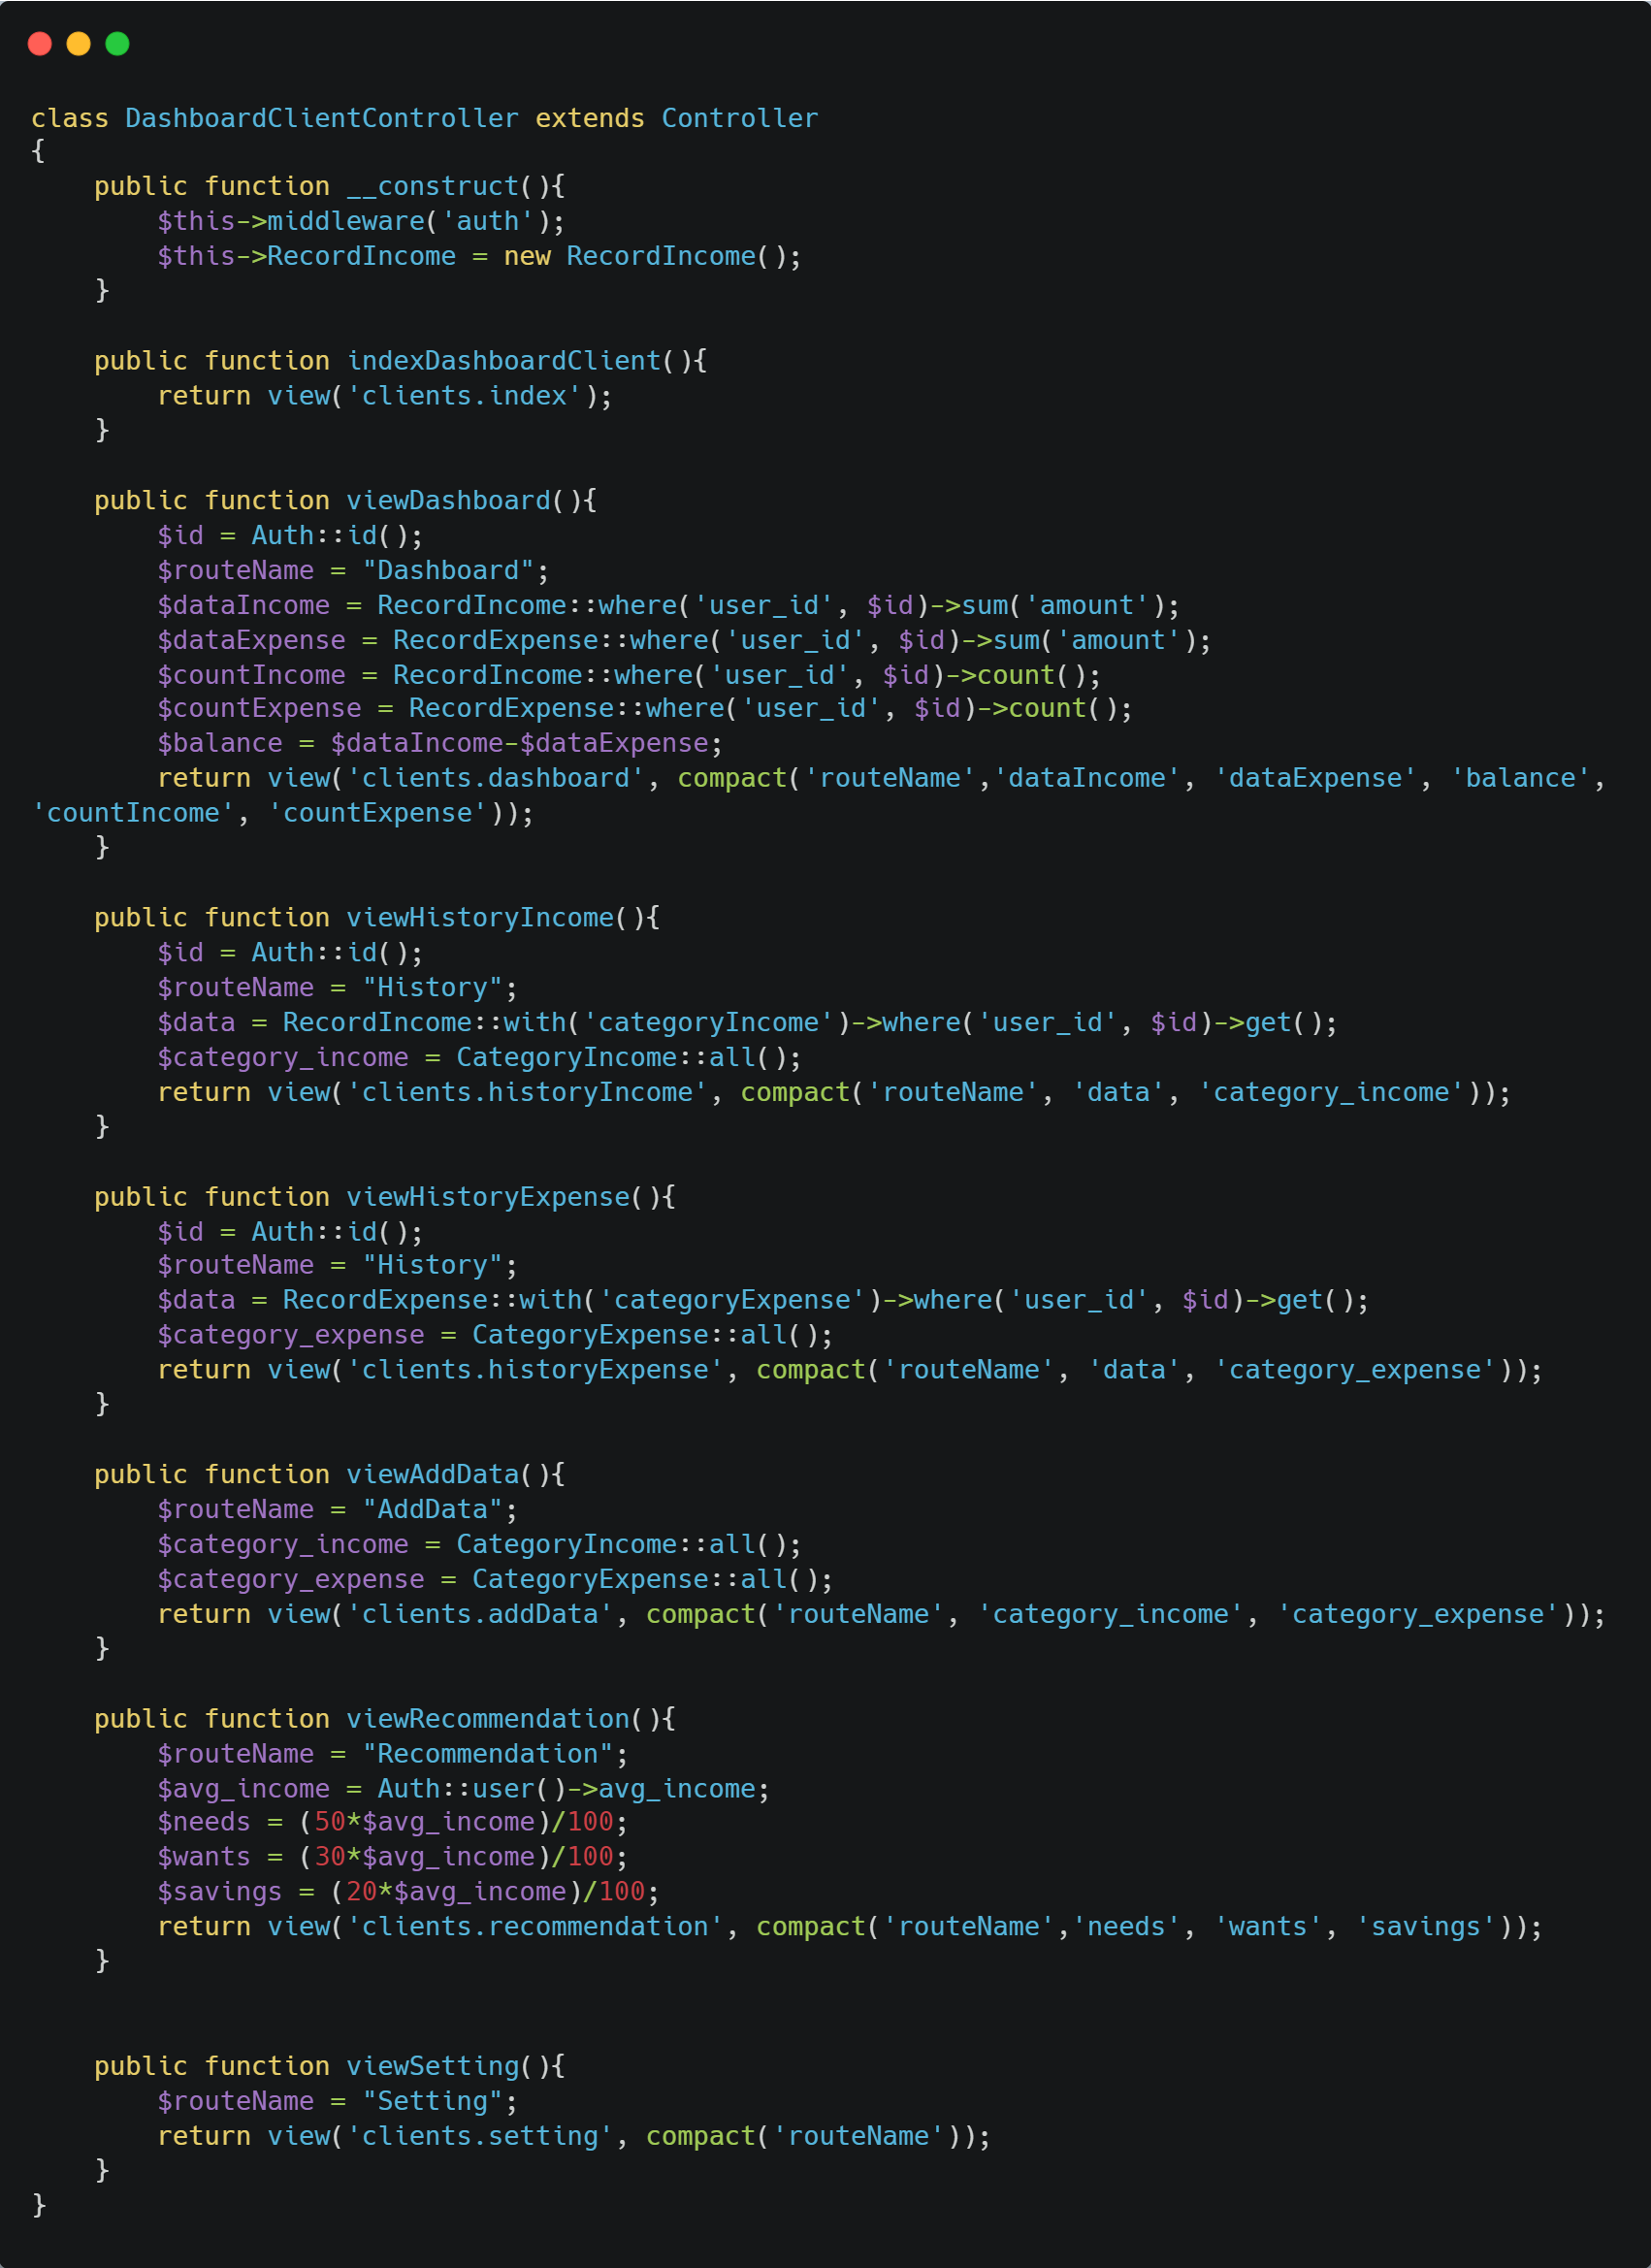 class DashboardClientController extends Controller
{
    public function __construct(){
        $this->middleware('auth');
        $this->RecordIncome = new RecordIncome();
    }

    public function indexDashboardClient(){
        return view('clients.index');
    }

    public function viewDashboard(){
        $id = Auth::id();
        $routeName = "Dashboard";
        $dataIncome = RecordIncome::where('user_id', $id)->sum('amount');
        $dataExpense = RecordExpense::where('user_id', $id)->sum('amount');
        $countIncome = RecordIncome::where('user_id', $id)->count();
        $countExpense = RecordExpense::where('user_id', $id)->count();
        $balance = $dataIncome-$dataExpense;
        return view('clients.dashboard', compact('routeName','dataIncome', 'dataExpense', 'balance',
'countIncome', 'countExpense'));
    }

    public function viewHistoryIncome(){
        $id = Auth::id();
        $routeName = "History";
        $data = RecordIncome::with('categoryIncome')->where('user_id', $id)->get();
        $category_income = CategoryIncome::all();
        return view('clients.historyIncome', compact('routeName', 'data', 'category_income'));
    }

    public function viewHistoryExpense(){
        $id = Auth::id();
        $routeName = "History";
        $data = RecordExpense::with('categoryExpense')->where('user_id', $id)->get();
        $category_expense = CategoryExpense::all();
        return view('clients.historyExpense', compact('routeName', 'data', 'category_expense'));
    }

    public function viewAddData(){
        $routeName = "AddData";
        $category_income = CategoryIncome::all();
        $category_expense = CategoryExpense::all();
        return view('clients.addData', compact('routeName', 'category_income', 'category_expense'));
    }

    public function viewRecommendation(){
        $routeName = "Recommendation";
        $avg_income = Auth::user()->avg_income;
        $needs = (50*$avg_income)/100;
        $wants = (30*$avg_income)/100;
        $savings = (20*$avg_income)/100;
        return view('clients.recommendation', compact('routeName','needs', 'wants', 'savings'));
    }


    public function viewSetting(){
        $routeName = "Setting";
        return view('clients.setting', compact('routeName'));
    }
}